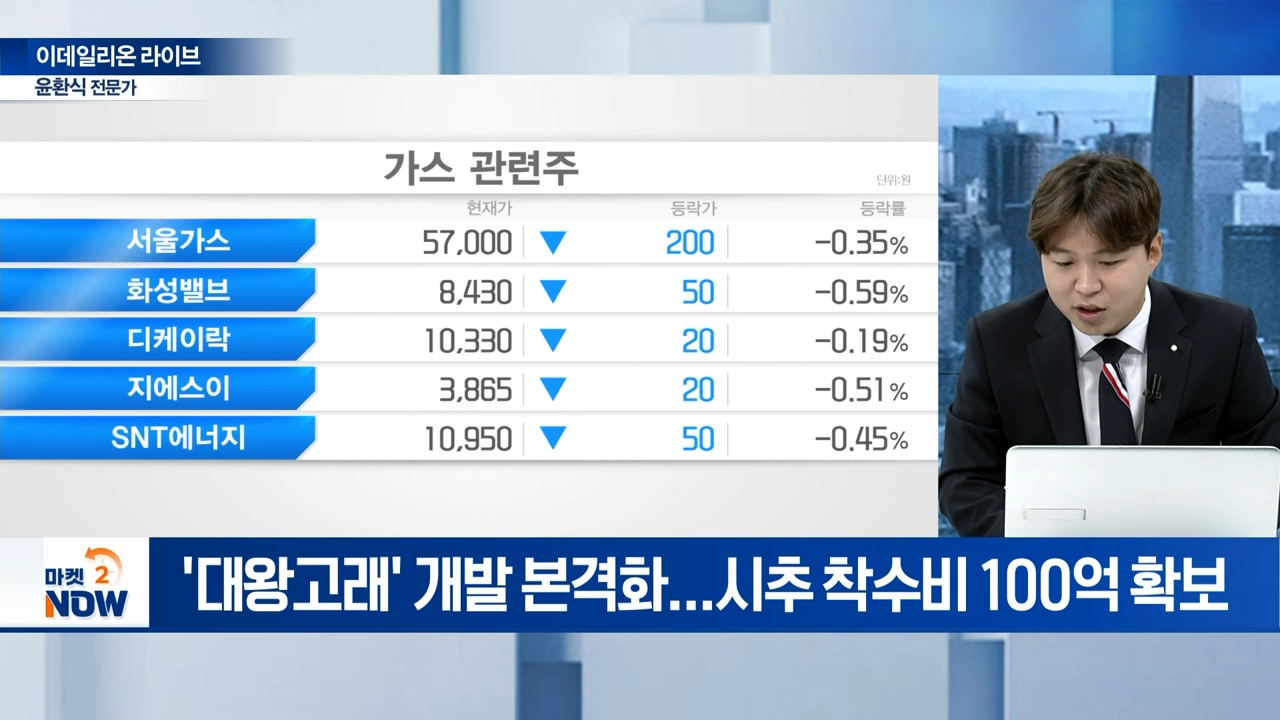 이데일리온 라이브
윤환식 전문가
가스 관련주
단위:원
현재가 등락가 등락률
서울가스 57,000 ▼ 200 -0.35%
화성밸브 8,430 ▼ 50 -0.59%
디케이락 10,330 ▼ 20 -0.19%
지에스이 3,865 ▼ 20 -0.51%
SNT에너지 10,950 ▼ 50 -0.45%
마켓 2
NOW
'대왕고래' 개발 본격화...시추 착수비 100억 확보